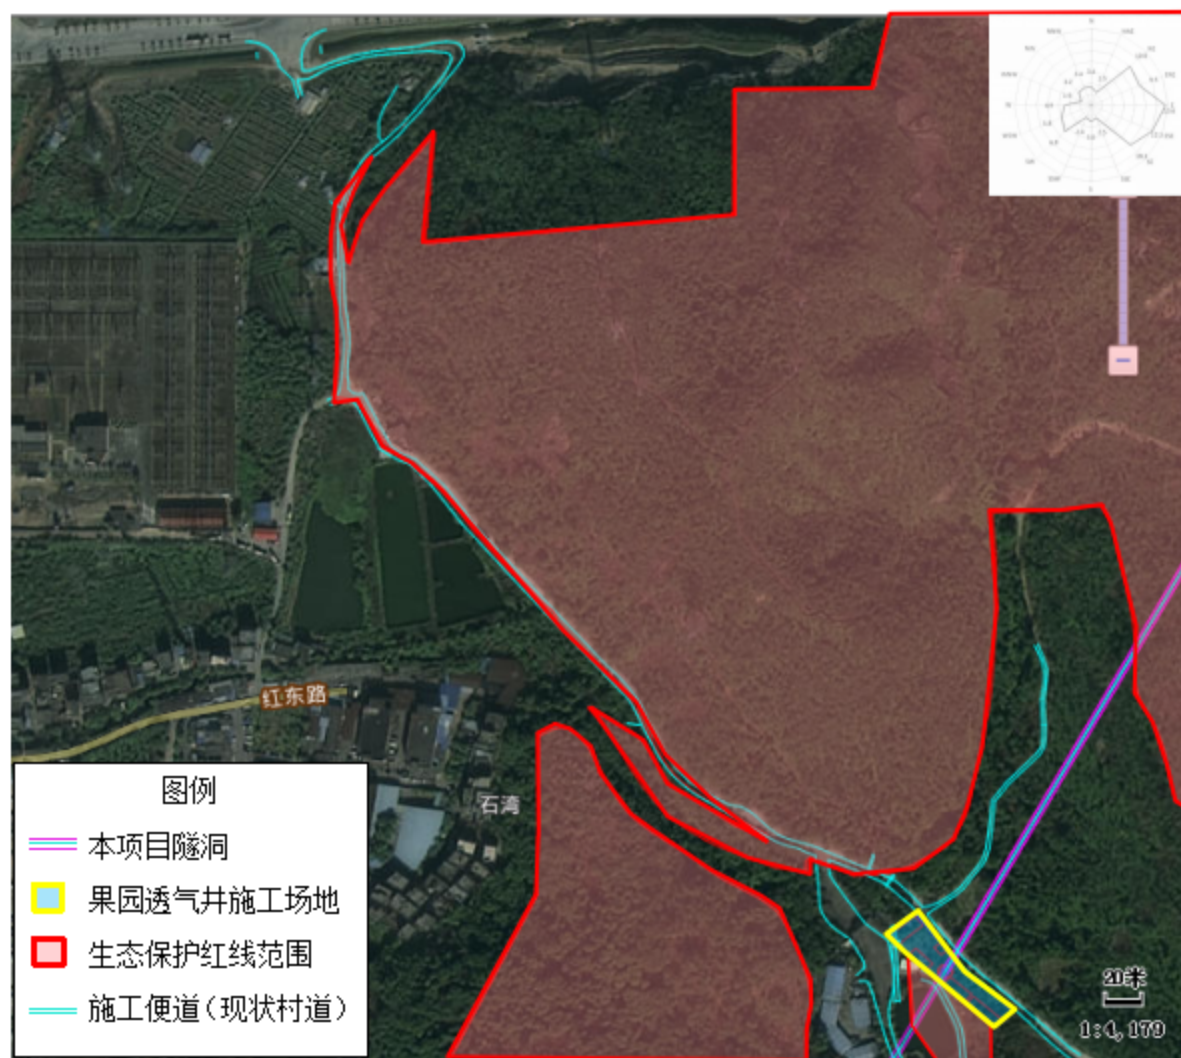 N
S
红东路
石湾
图例
本项目隧洞
果园透气井施工场地
生态保护红线范围
施工便道（现状村道）
20米
1:4,179